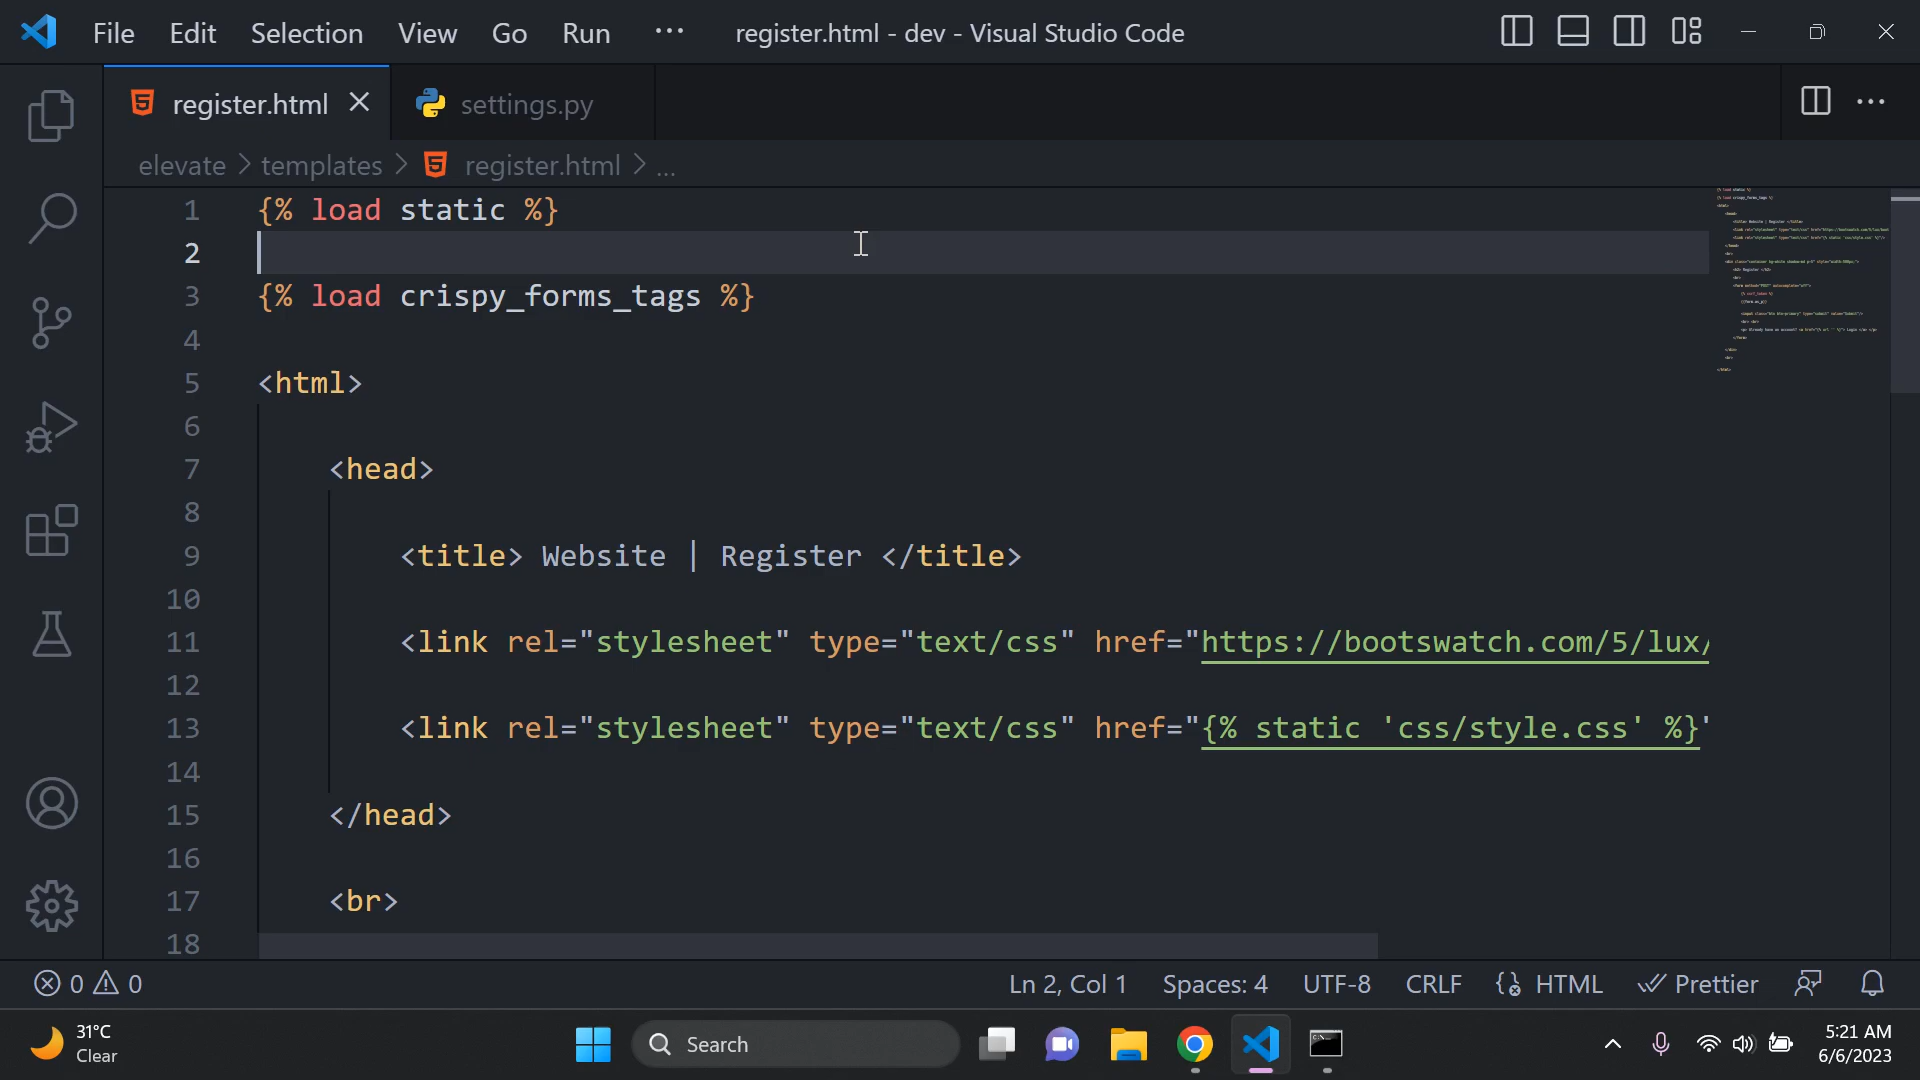 File Edit Selection View Go Run ··· register.html - dev - Visual Studio Code
register.html settings.py
elevate > templates > register.html > ...
1 {% load static %}
2
3 {% load crispy_forms_tags %}
4
5 <html>
6
7 <head>
8
9 <title> Website | Register </title>
10
11 <link rel="stylesheet" type="text/css" href="https://bootswatch.com/5/lux/
12
13 <link rel="stylesheet" type="text/css" href="{% static 'css/style.css' %}"
14
15 </head>
16
17 <br>
18
0 0 Ln 2, Col 1 Spaces: 4 UTF-8 CRLF HTML Prettier
31°C
Clear
Search
5:21 AM
6/6/2023